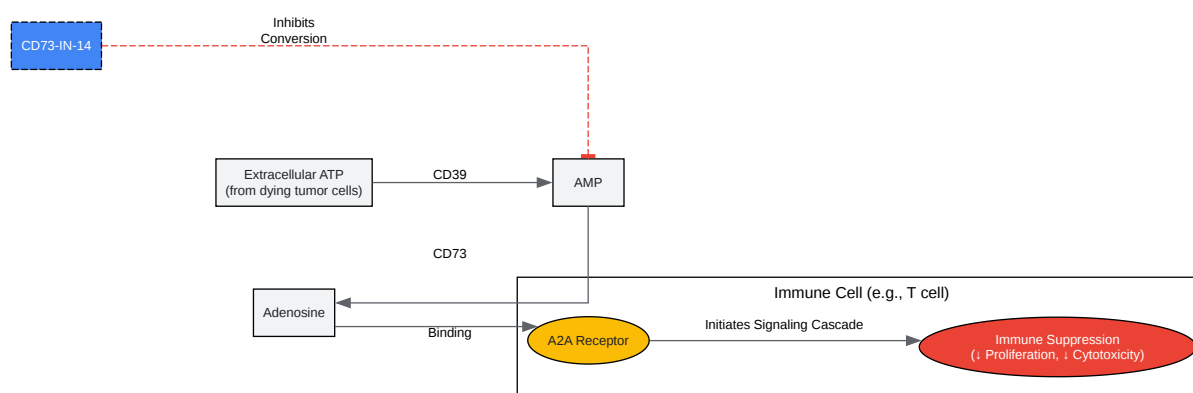 Inhibits
Conversion
CD73-IN-14
Extracellular ATP
(from dying tumor cells)
CD39
AMP
CD73
Immune Cell (e.g., T cell)
Adenosine
Binding
A2A Receptor
Initiates Signaling Cascade
Immune Suppression
(↓ Proliferation, ↓ Cytotoxicity)